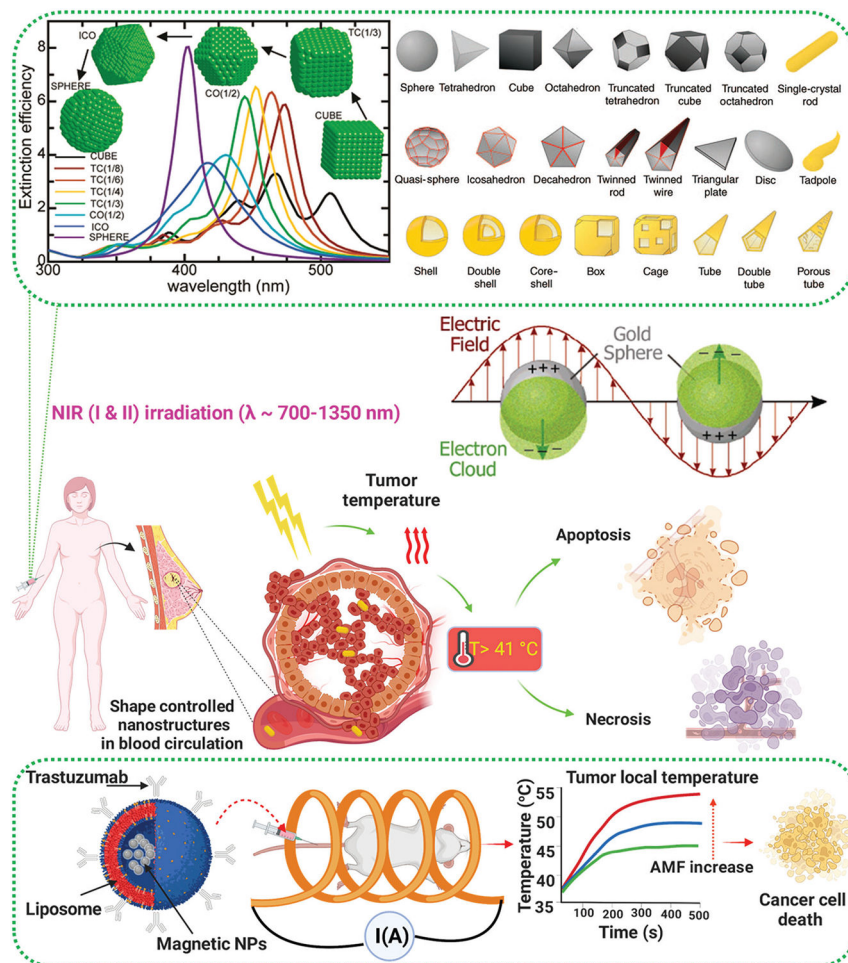 ICO
TC(1/3)
SPHERE
CO(1/2)
CUBE
Extinction efficiency
8
6
4
2
0
CUBE
TC(1/8)
TC(1/6)
TC(1/4)
TC(1/3)
CO(1/2)
ICO
SPHERE
300
400
500
wavelength (nm)
Sphere
Tetrahedron
Cube
Octahedron
Truncated
tetrahedron
Truncated
cube
Truncated
octahedron
Single-crystal
rod
Quasi-sphere
Icosahedron
Decahedron
Twinned
rod
Twinned
wire
Triangular
plate
Disc
Tadpole
Shell
Double
shell
Core-
shell
Box
Cage
Tube
Double
tube
Porous
tube
Electric
Field
Gold
Sphere
+++
- - -
Electron
Cloud
- - -
+++
NIR (I & II) irradiation (λ ~ 700-1350 nm)
Tumor
temperature
Apoptosis
T> 41 °C
Shape controlled
nanostructures
in blood circulation
Necrosis
Trastuzumab
Liposome
Magnetic NPs
I(A)
Tumor local temperature
Temperature (°C)
55
50
45
40
35
AMF increase
100
200
300
400
500
Time (s)
Cancer cell
death